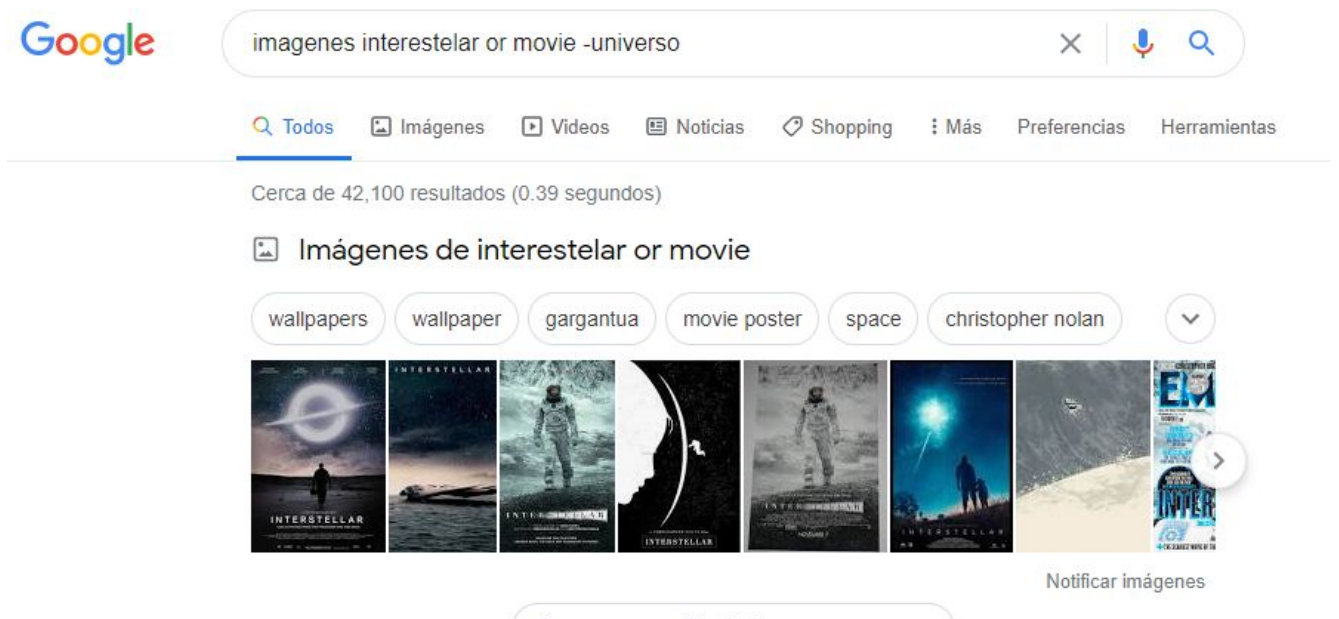 Google
imagenes interestelar or movie -universo
Todos Imágenes Videos Noticias Shopping Más Preferencias Herramientas
Cerca de 42,100 resultados (0.39 segundos)
Imágenes de interestelar or movie
wallpapers wallpaper gargantua movie poster space christopher nolan
INTERSTELLAR
INTERSTELLAR
INTERSTELLAR
INTERSTELLAR
INTERSTELLAR
NOVEMBER 7
INTERSTELLAR
EM
INTER
Notificar imágenes